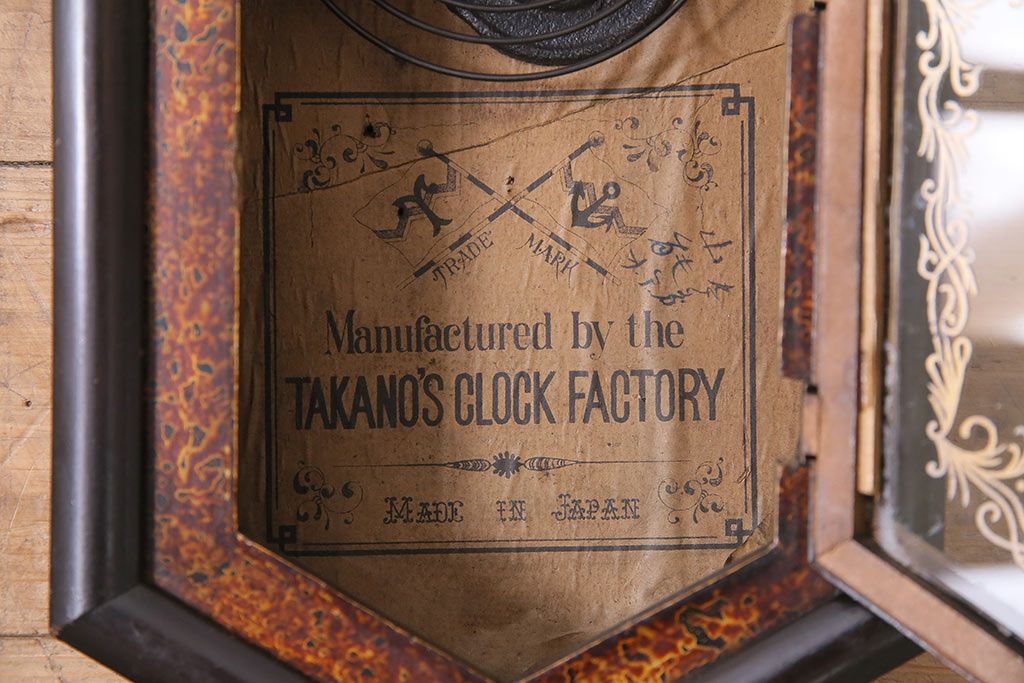 TRADE MARK
Manufactured by the
TAKANO'S CLOCK FACTORY
MADE IN JAPAN